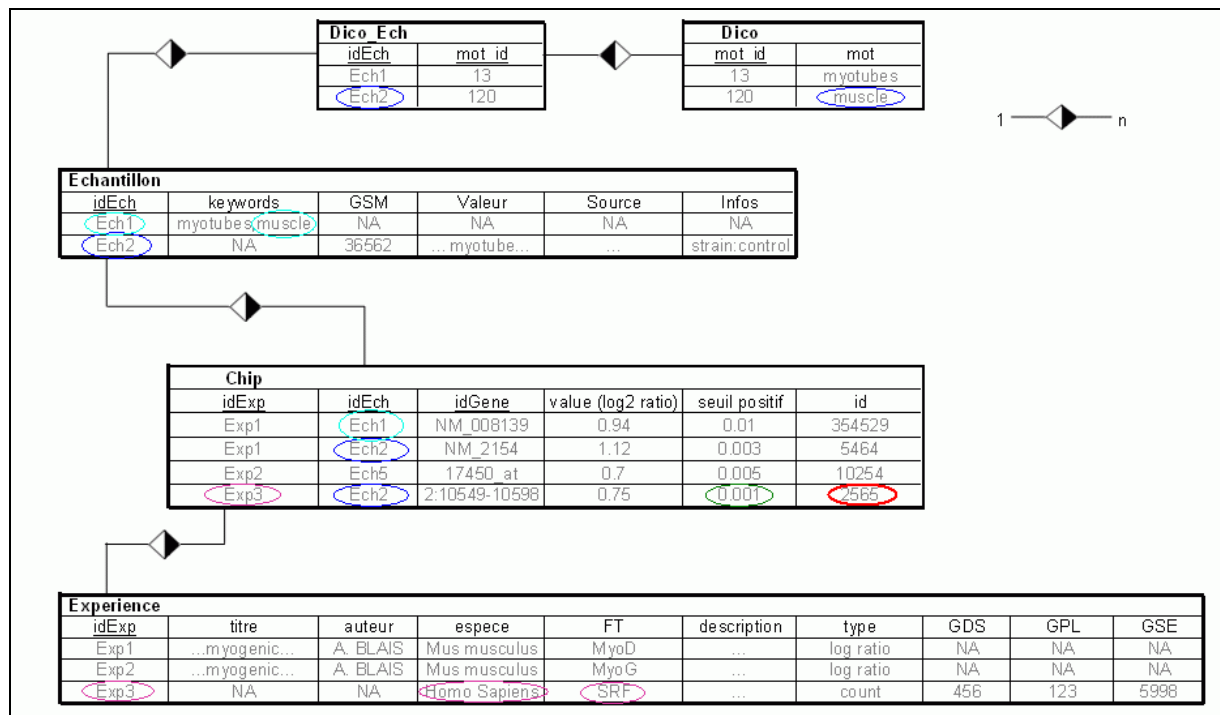 Dico_Ech
idEch mot_id
Ech1 13
Ech2 120
Dico
mot_id mot
13 myotubes
120 muscle
1 n
Echantillon
idEch keywords GSM Valeur Source Infos
Ech1 myotubes,muscle NA NA NA NA
Ech2 NA 36562 ... myotube... ... strain:control
Chip
idExp idEch idGene value (log2 ratio) seuil positif id
Exp1 Ech1 NM_008139 0.94 0.01 354529
Exp1 Ech2 NM_2154 1.12 0.003 5464
Exp2 Ech5 17450_at 0.7 0.005 10254
Exp3 Ech2 2:10549-10598 0.75 0.001 2565
Experience
idExp titre auteur espece FT description type GDS GPL GSE
Exp1 ...myogenic... A. BLAIS Mus musculus MyoD ... log ratio NA NA NA
Exp2 ...myogenic... A. BLAIS Mus musculus MyoG ... log ratio NA NA NA
Exp3 NA NA Homo Sapiens SRF ... count 456 123 5998